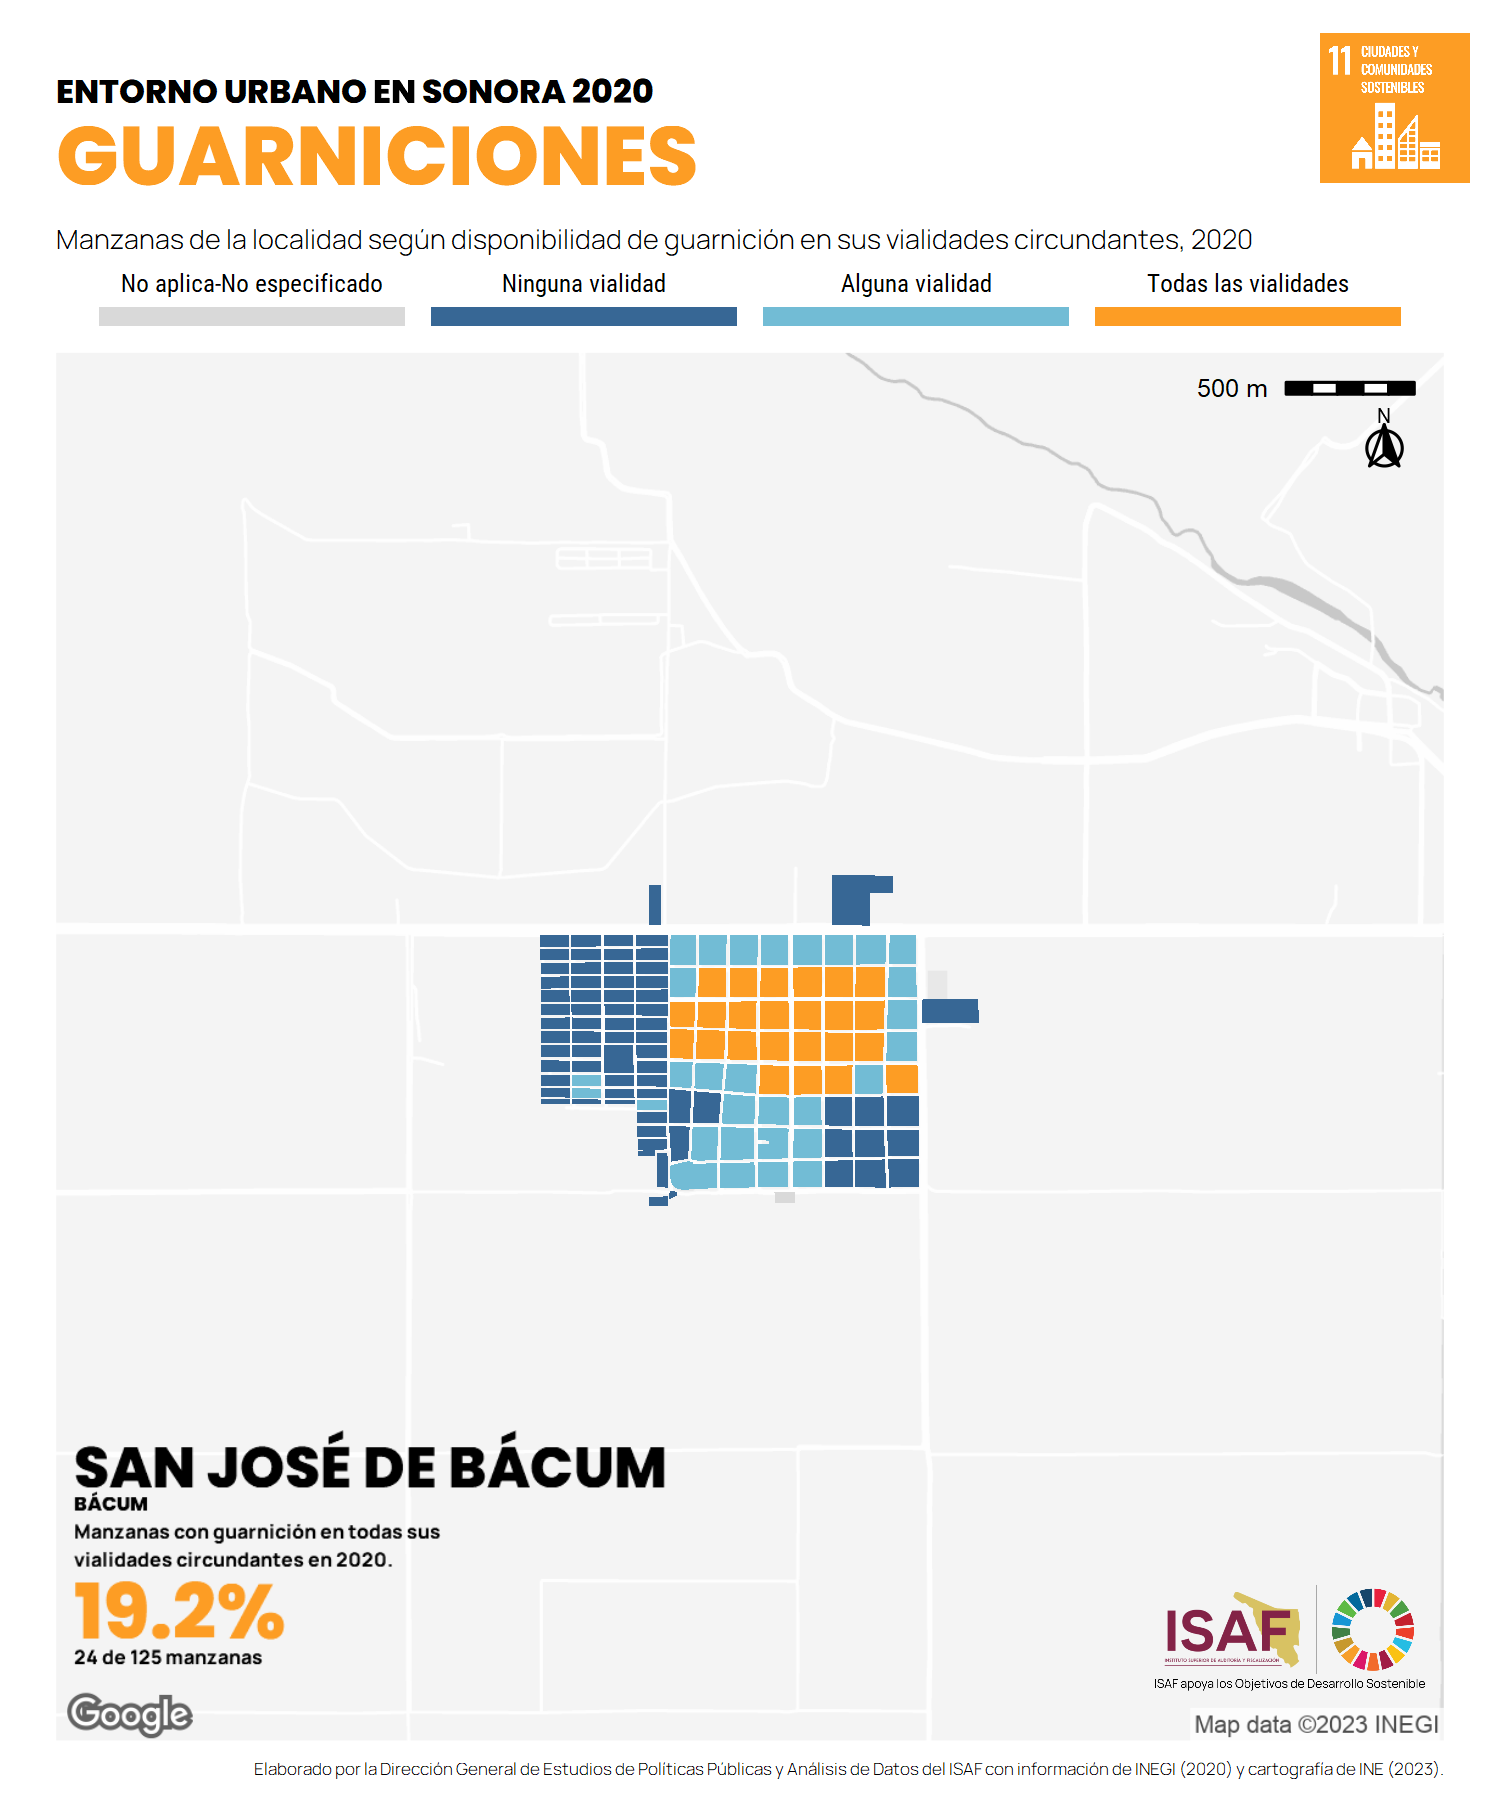 11 CIUDADES Y
COMUNIDADES
SOSTENIBLES
ENTORNO URBANO EN SONORA 2020
GUARNICIONES
Manzanas de la localidad según disponibilidad de guarnición en sus vialidades circundantes, 2020
No aplica-No especificado
Ninguna vialidad
Alguna vialidad
Todas las vialidades
500 m
N
SAN JOSÉ DE BÁCUM
BÁCUM
Manzanas con guarnición en todas sus
vialidades circundantes en 2020.
19.2%
24 de 125 manzanas
Google
ISAF
INSTITUTO SUPERIOR DE AUDITORÍA Y FISCALIZACIÓN
ISAF apoya los Objetivos de Desarrollo Sostenible
Map data ©2023 INEGI
Elaborado por la Dirección General de Estudios de Políticas Públicas y Análisis de Datos del ISAF con información de INEGI (2020) y cartografía de INE (2023).